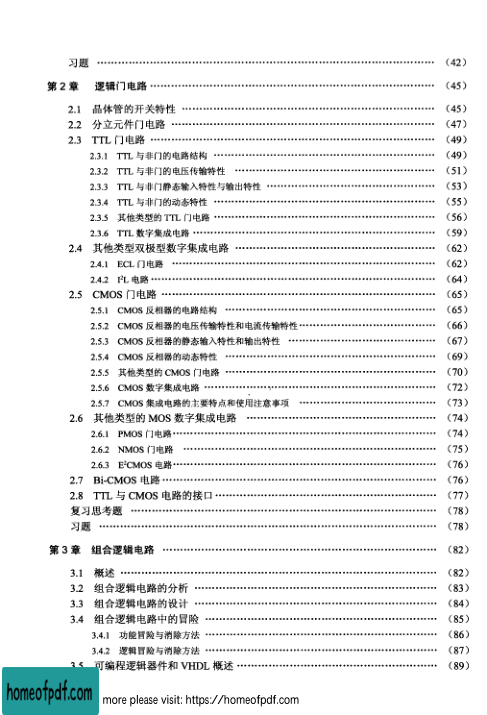 习题 ………………………………………………………… （42）
第 2 章 逻辑门电路 ………………………………………………………… （45）
2.1 晶体管的开关特性 ………………………………………………………… （45）
2.2 分立元件门电路 ………………………………………………………… （47）
2.3 TTL 门电路 ………………………………………………………… （49）
2.3.1 TTL 与非门的电路结构 ………………………………………………………… （49）
2.3.2 TTL 与非门的电压传输特性 ………………………………………………………… （51）
2.3.3 TTL 与非门静态输入特性与输出特性 ………………………………………………………… （53）
2.3.4 TTL 与非门的动态特性 ………………………………………………………… （55）
2.3.5 其他类型的 TTL 门电路 ………………………………………………………… （56）
2.3.6 TTL 数字集成电路 ………………………………………………………… （59）
2.4 其他类型双极型数字集成电路 ………………………………………………………… （62）
2.4.1 ECL 门电路 ………………………………………………………… （62）
2.4.2 I²L 电路 ………………………………………………………… （64）
2.5 CMOS 门电路 ………………………………………………………… （65）
2.5.1 CMOS 反相器的电路结构 ………………………………………………………… （65）
2.5.2 CMOS 反相器的电压传输特性和电流传输特性 ………………………………………………………… （66）
2.5.3 CMOS 反相器的静态输入特性和输出特性 ………………………………………………………… （67）
2.5.4 CMOS 反相器的动态特性 ………………………………………………………… （69）
2.5.5 其他类型的 CMOS 门电路 ………………………………………………………… （70）
2.5.6 CMOS 数字集成电路 ………………………………………………………… （72）
2.5.7 CMOS 集成电路的主要特点和使用注意事项 ………………………………………………………… （73）
2.6 其他类型的 MOS 数字集成电路 ………………………………………………………… （74）
2.6.1 PMOS 门电路 ………………………………………………………… （74）
2.6.2 NMOS 门电路 ………………………………………………………… （75）
2.6.3 E²CMOS 电路 ………………………………………………………… （76）
2.7 Bi-CMOS 电路 ………………………………………………………… （76）
2.8 TTL 与 CMOS 电路的接口 ………………………………………………………… （77）
复习思考题 ………………………………………………………… （78）
习题 ………………………………………………………… （78）
第 3 章 组合逻辑电路 ………………………………………………………… （82）
3.1 概述 ………………………………………………………… （82）
3.2 组合逻辑电路的分析 ………………………………………………………… （83）
3.3 组合逻辑电路的设计 ………………………………………………………… （84）
3.4 组合逻辑电路中的冒险 ………………………………………………………… （85）
3.4.1 功能冒险与消除方法 ………………………………………………………… （86）
3.4.2 逻辑冒险与消除方法 ………………………………………………………… （87）
3.5 可编程逻辑器件和 VHDL 概述 ………………………………………………………… （89）
homeofpdf.com
more please visit: https://homeofpdf.com